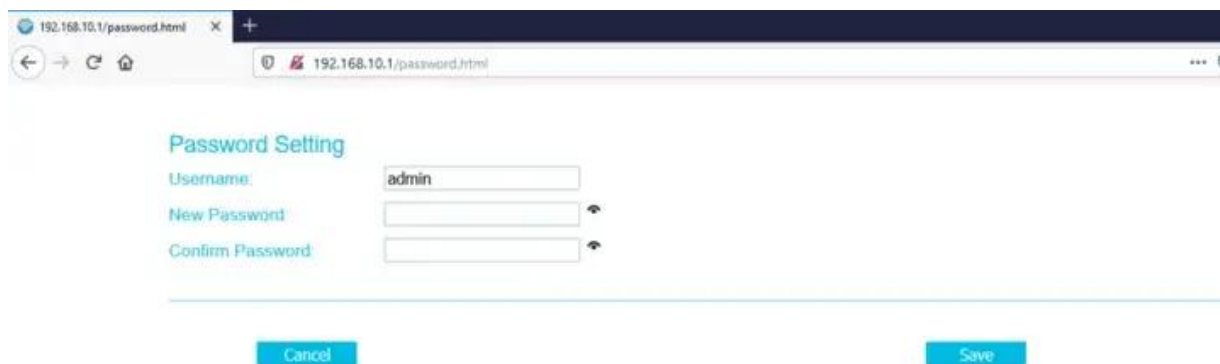 192.168.10.1/password.html
192.168.10.1/password.html
Password Setting
Username: admin
New Password
Confirm Password:
Cancel Save